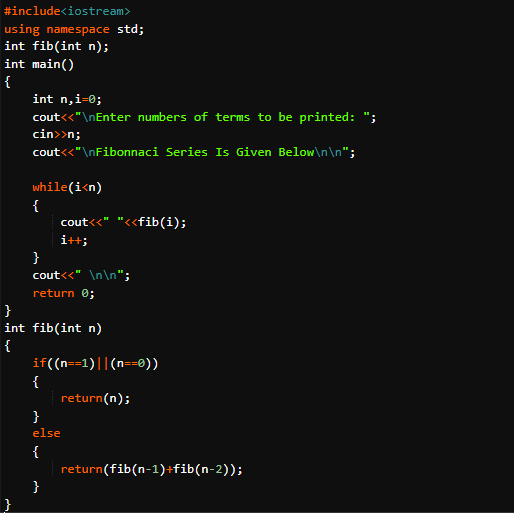 #include<iostream>
using namespace std;
int fib(int n);
int main()
{
    int n,i=0;
    cout<<"\nEnter numbers of terms to be printed: ";
    cin>>n;
    cout<<"\nFibonnaci Series Is Given Below\n\n";

    while(i<n)
    {
        cout<<" "<<fib(i);
        i++;
    }
    cout<<" \n\n";
    return 0;
}
int fib(int n)
{
    if((n==1)||(n==0))
    {
        return(n);
    }
    else
    {
        return(fib(n-1)+fib(n-2));
    }
}